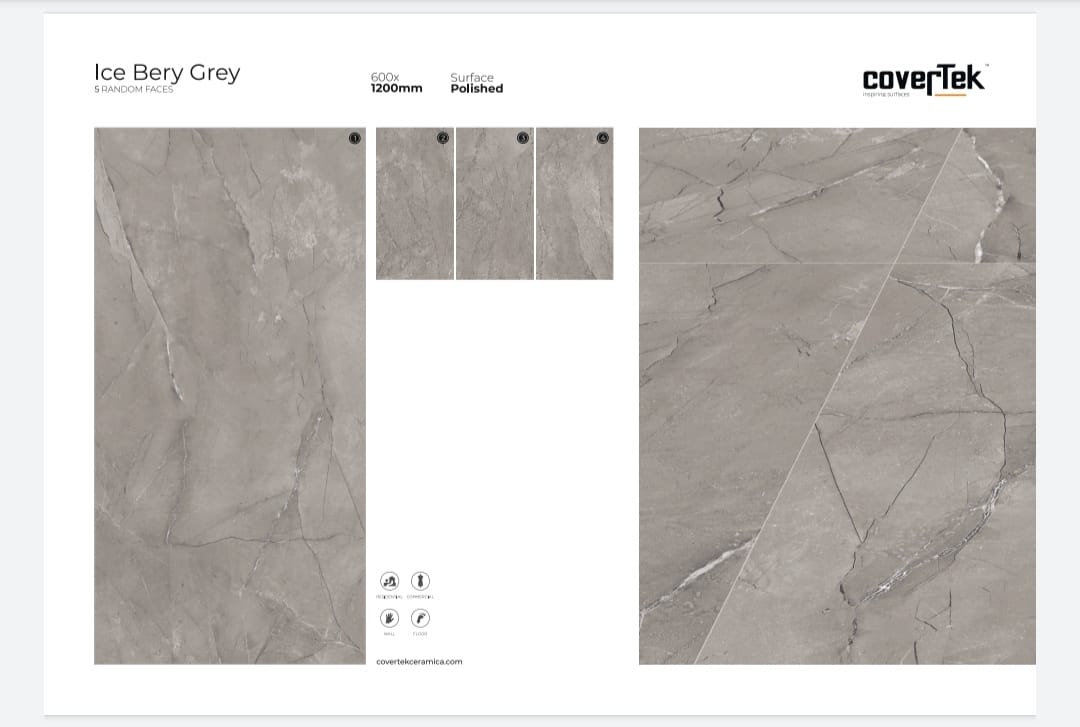 Ice Bery Grey
5 RANDOM FACES
600x
1200mm
Surface
Polished
coverTek
inspiring surfaces
1
2
3
4
RESIDENTIAL
COMMERCIAL
WALL
FLOOR
covertekceramica.com